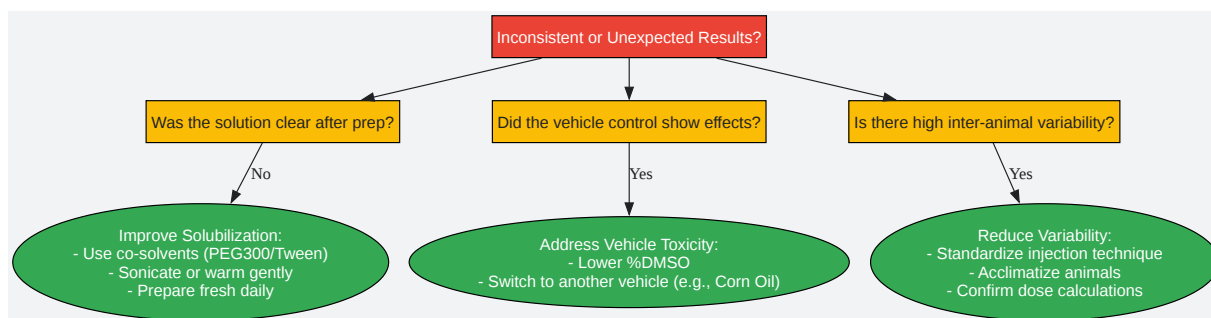 Inconsistent or Unexpected Results?
Was the solution clear after prep?
Did the vehicle control show effects?
Is there high inter-animal variability?
No
Yes
Yes
Improve Solubilization:
- Use co-solvents (PEG300/Tween)
- Sonicate or warm gently
- Prepare fresh daily
Address Vehicle Toxicity:
- Lower %DMSO
- Switch to another vehicle (e.g., Corn Oil)
Reduce Variability:
- Standardize injection technique
- Acclimatize animals
- Confirm dose calculations